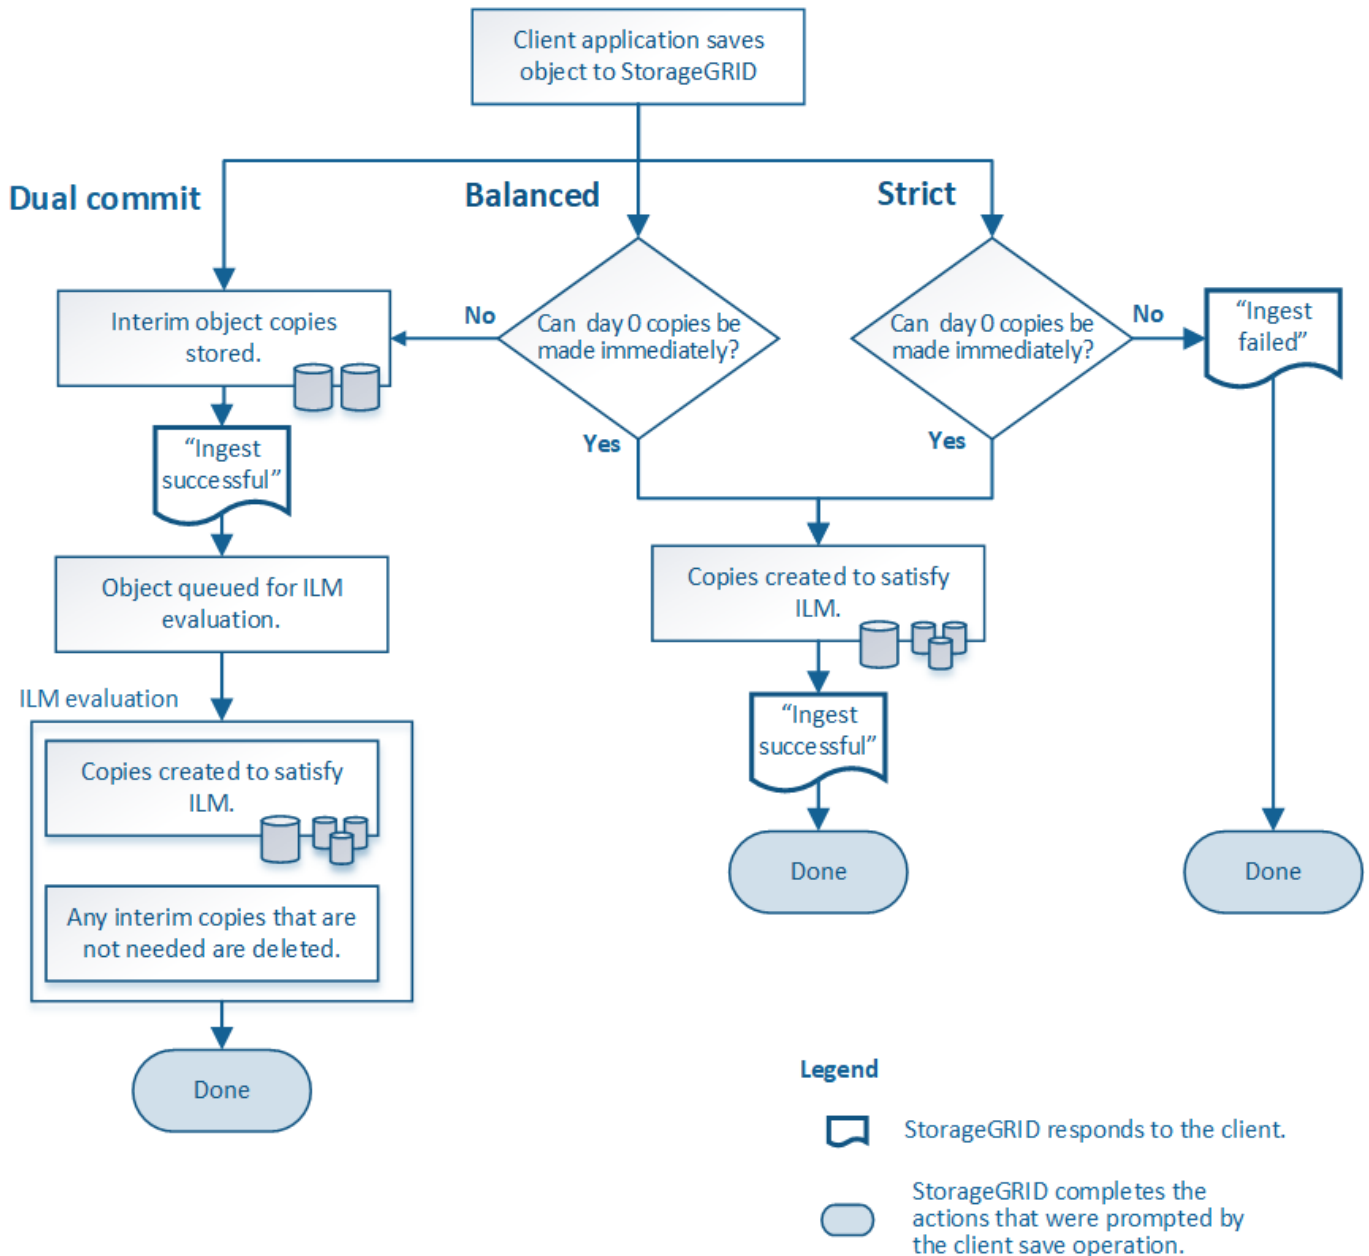 Client application saves
object to StorageGRID
Dual commit
Balanced
Strict
Interim object copies
stored.
No
Can day 0 copies be
made immediately?
Can day 0 copies be
made immediately?
No
“Ingest
failed”
“Ingest
successful”
Yes
Yes
Object queued for ILM
evaluation.
Copies created to satisfy
ILM.
ILM evaluation
“Ingest
successful”
Copies created to satisfy
ILM.
Any interim copies that are
not needed are deleted.
Done
Done
Done
Legend
StorageGRID responds to the client.
StorageGRID completes the
actions that were prompted by
the client save operation.